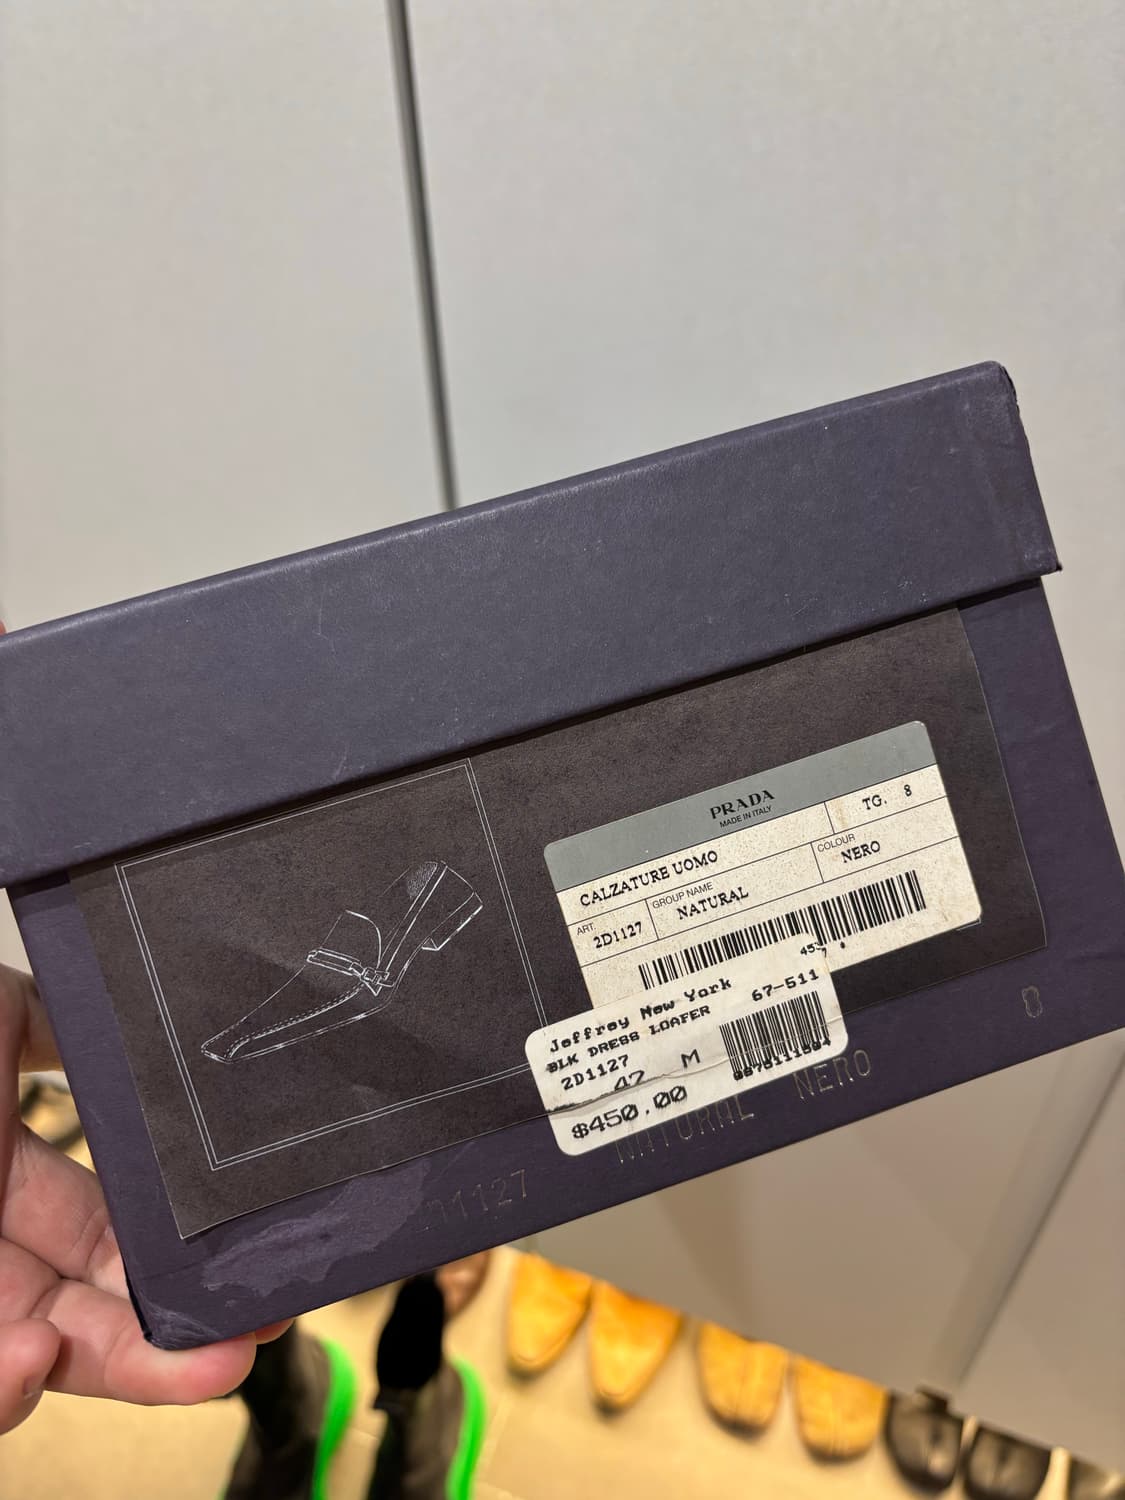 PRADA
MADE IN ITALY
CALZATURE UOMO
TG. 8
ART.
2D1127
GROUP NAME
NATURAL
COLOUR
NERO
Jeffrey New York
BLK DRESS LOAFER
67-511
2D1127
M
$450.00
1127 NATURAL NERO 8